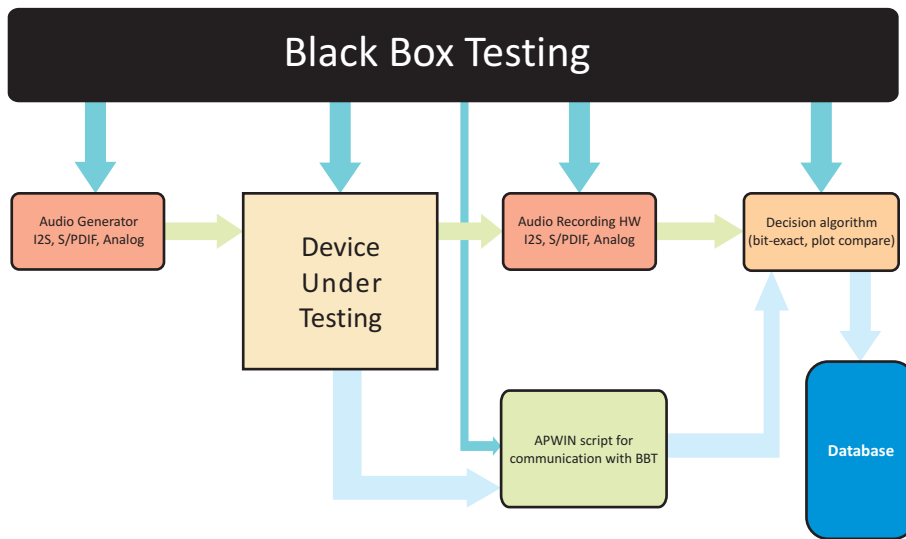 Black Box Testing
Audio Generator
I2S, S/PDIF, Analog
Device
Under
Testing
Audio Recording HW
I2S, S/PDIF, Analog
Decision algorithm
(bit-exact, plot compare)
APWIN script for
communication with BBT
Database